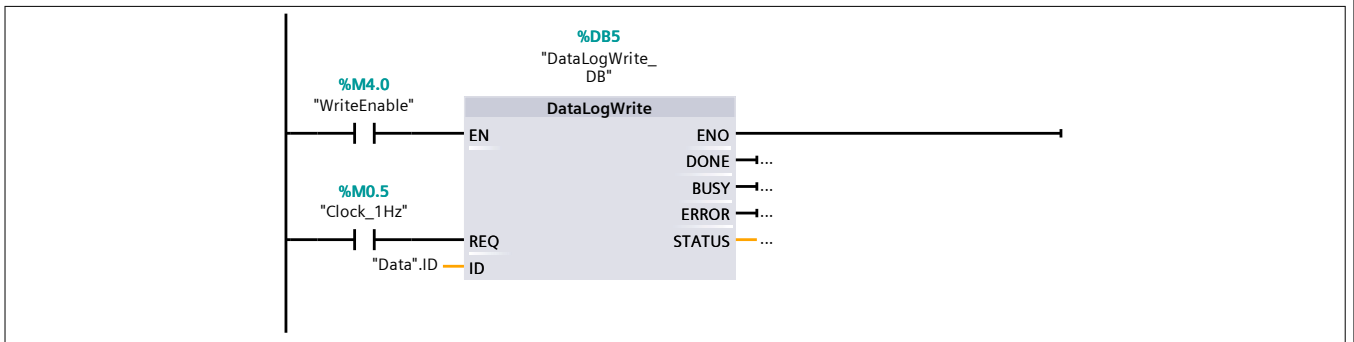 %DB5
"DataLogWrite_
DB"
%M4.0
"WriteEnable"
DataLogWrite
EN ENO
DONE ...
BUSY ...
%M0.5
"Clock_1Hz"
ERROR ...
REQ STATUS ...
"Data".ID ID